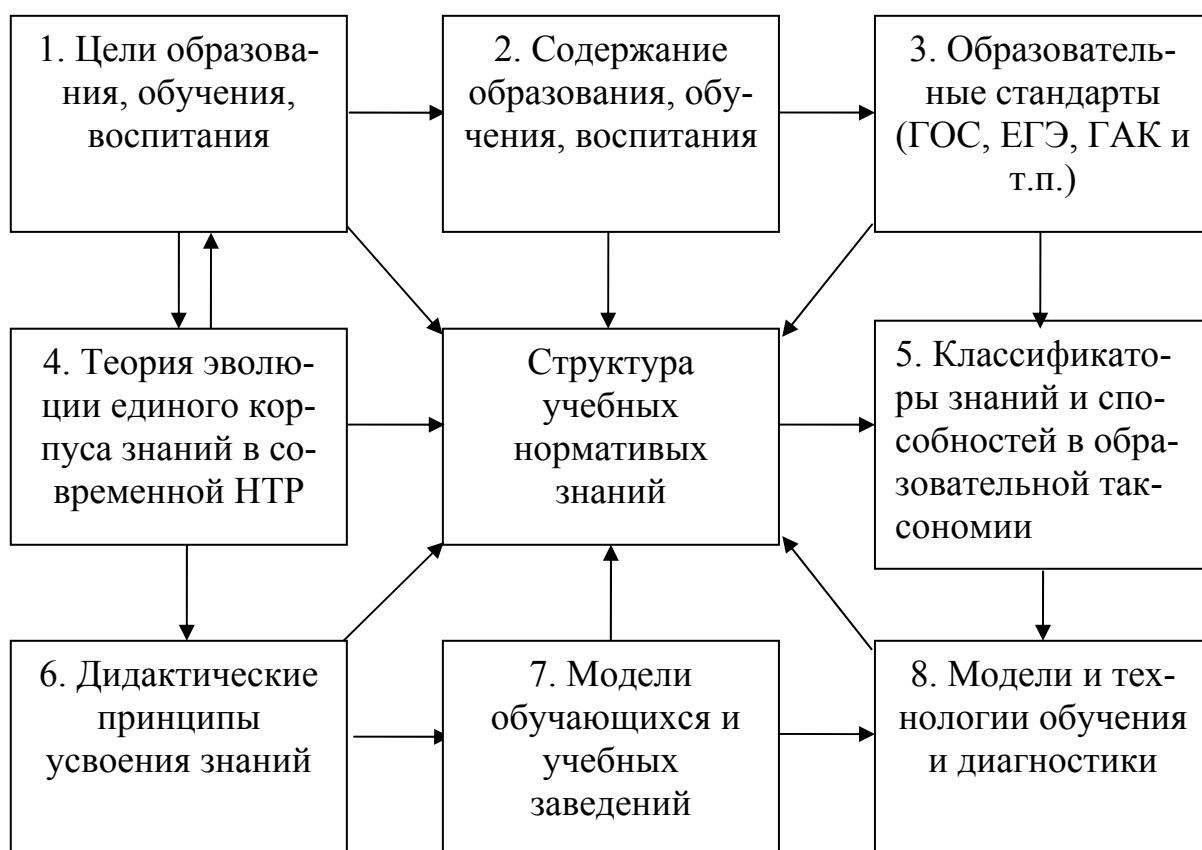 1. Цели образова-
ния, обучения,
воспитания
2. Содержание
образования, обу-
чения, воспитания
3. Образователь-
ные стандарты
(ГОС, ЕГЭ, ГАК и
т.п.)
4. Теория эволю-
ции единого кор-
пуса знаний в со-
временной НТР
Структура
учебных
нормативых
знаний
5. Классификато-
ры знаний и спо-
собностей в обра-
зовательной так-
сономии
6. Дидактические
принципы
усвоения знаний
7. Модели
обучающихся и
учебных
заведений
8. Модели и тех-
нологии обучения
и диагностики